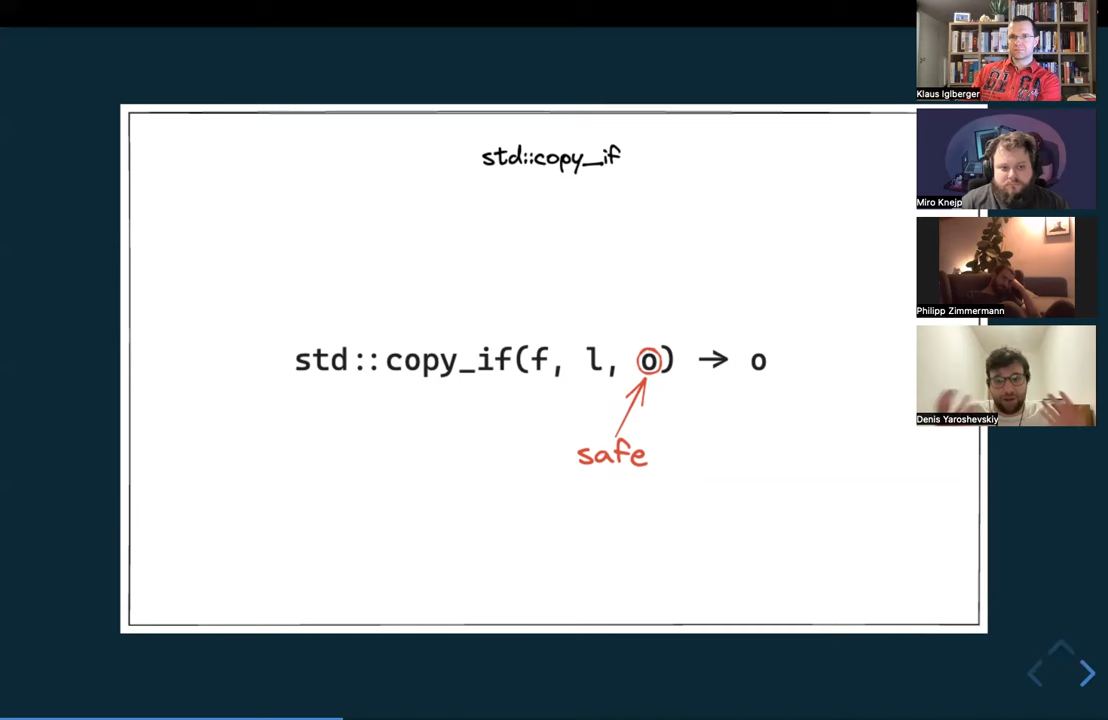 std::copy_if
std::copy_if(f, l, o) → o
safe
Klaus Iglberger
Miro Knejp
Philipp Zimmermann
Denis Yaroshevskiy